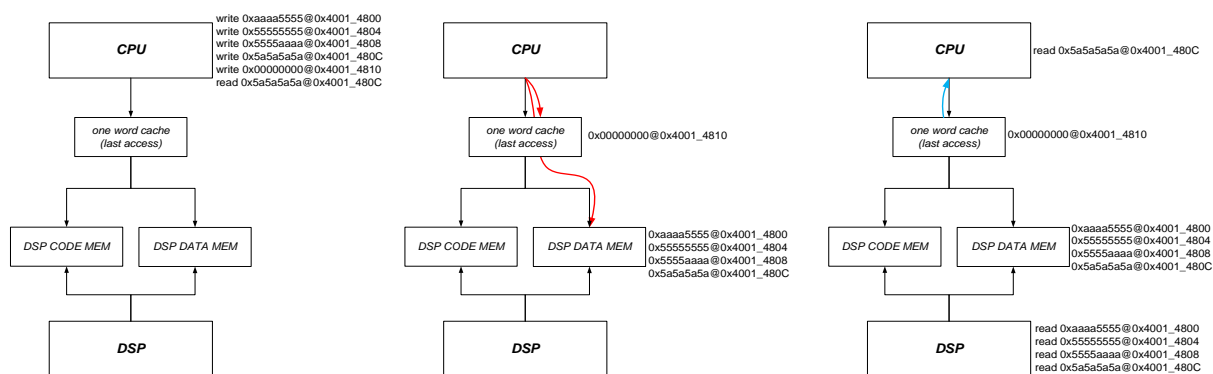 write 0xaaaa5555@0x4001_4800
write 0x55555555@0x4001_4804
write 0x5555aaaa@0x4001_4808
write 0x5a5a5a5a@0x4001_480C
write 0x00000000@0x4001_4810
read 0x5a5a5a5a@0x4001_480C
CPU
one word cache
(last access)
DSP CODE MEM
DSP DATA MEM
DSP
CPU
one word cache
(last access)
0x00000000@0x4001_4810
DSP CODE MEM
DSP DATA MEM
0xaaaa5555@0x4001_4800
0x55555555@0x4001_4804
0x5555aaaa@0x4001_4808
0x5a5a5a5a@0x4001_480C
DSP
CPU
read 0x5a5a5a5a@0x4001_480C
one word cache
(last access)
0x00000000@0x4001_4810
DSP CODE MEM
DSP DATA MEM
0xaaaa5555@0x4001_4800
0x55555555@0x4001_4804
0x5555aaaa@0x4001_4808
0x5a5a5a5a@0x4001_480C
DSP
read 0xaaaa5555@0x4001_4800
read 0x55555555@0x4001_4804
read 0x5555aaaa@0x4001_4808
read 0x5a5a5a5a@0x4001_480C